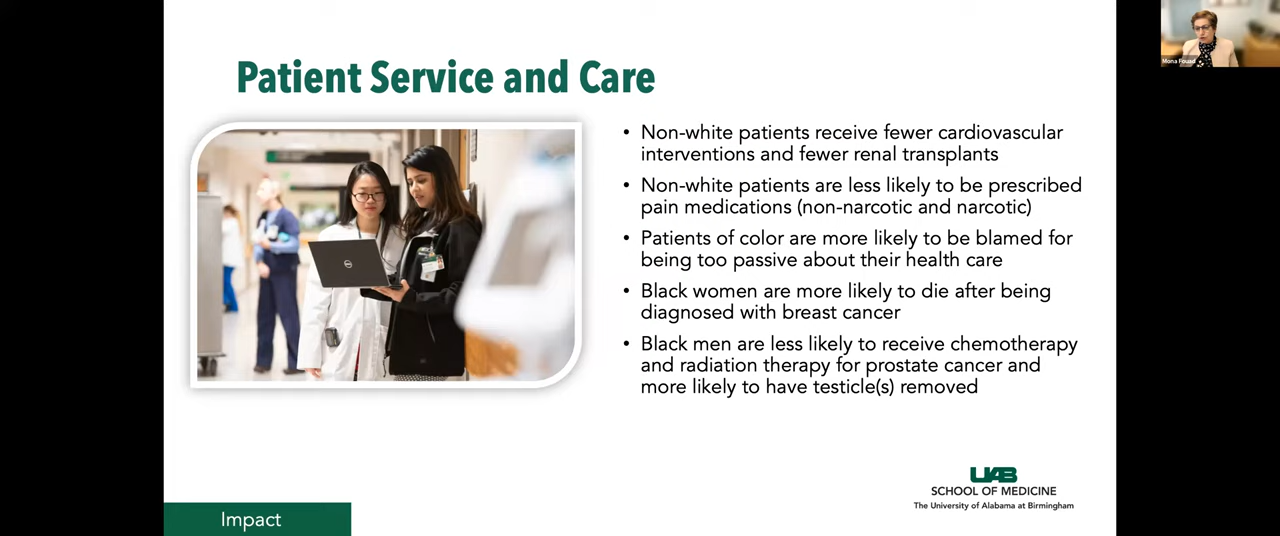 Patient Service and Care
• Non-white patients receive fewer cardiovascular
interventions and fewer renal transplants
• Non-white patients are less likely to be prescribed
pain medications (non-narcotic and narcotic)
• Patients of color are more likely to be blamed for
being too passive about their health care
• Black women are more likely to die after being
diagnosed with breast cancer
• Black men are less likely to receive chemotherapy
and radiation therapy for prostate cancer and
more likely to have testicle(s) removed
UAB
SCHOOL OF MEDICINE
The University of Alabama at Birmingham
Impact
Mona Fouad
DELL